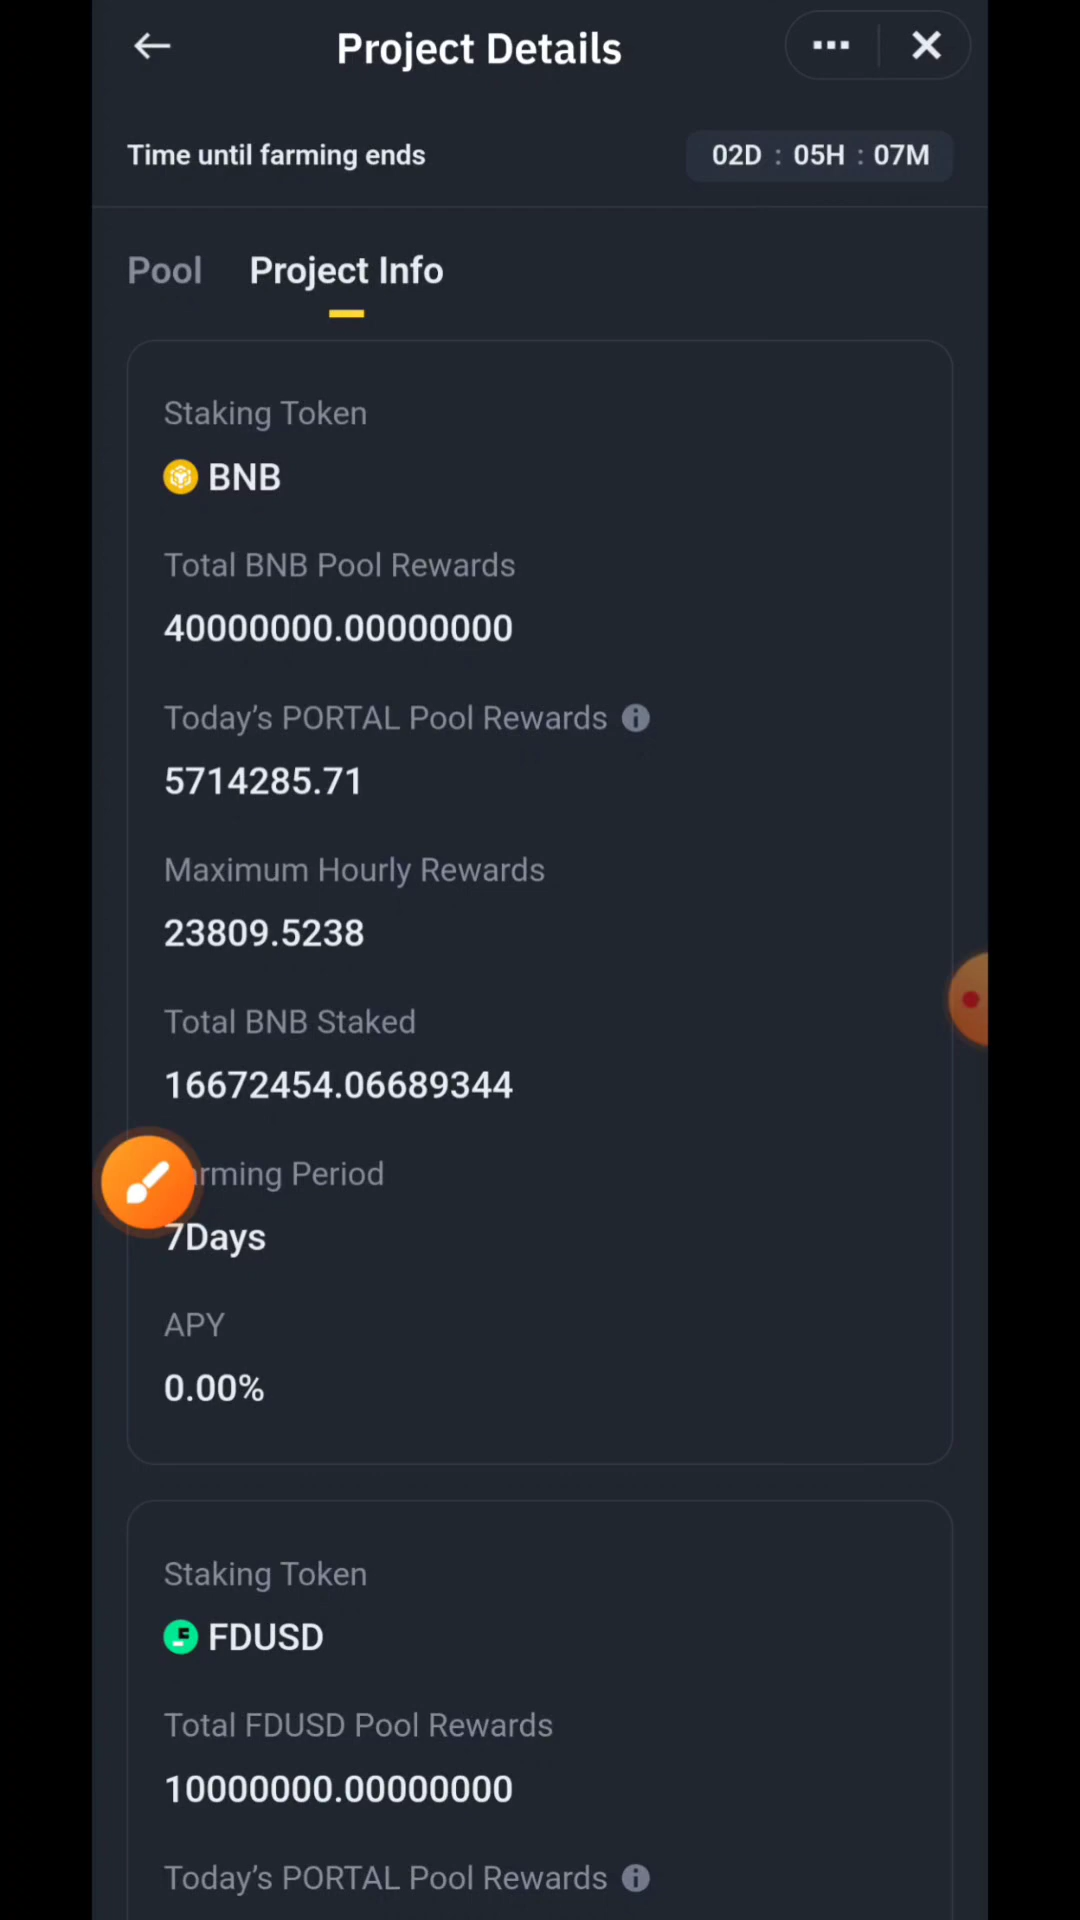 Project Details
Time until farming ends
02D : 05H : 07M
Pool Project Info
Staking Token
BNB
Total BNB Pool Rewards
40000000.00000000
Today's PORTAL Pool Rewards
5714285.71
Maximum Hourly Rewards
23809.5238
Total BNB Staked
16672454.06689344
rming Period
7Days
APY
0.00%
Staking Token
FDUSD
Total FDUSD Pool Rewards
10000000.00000000
Today's PORTAL Pool Rewards